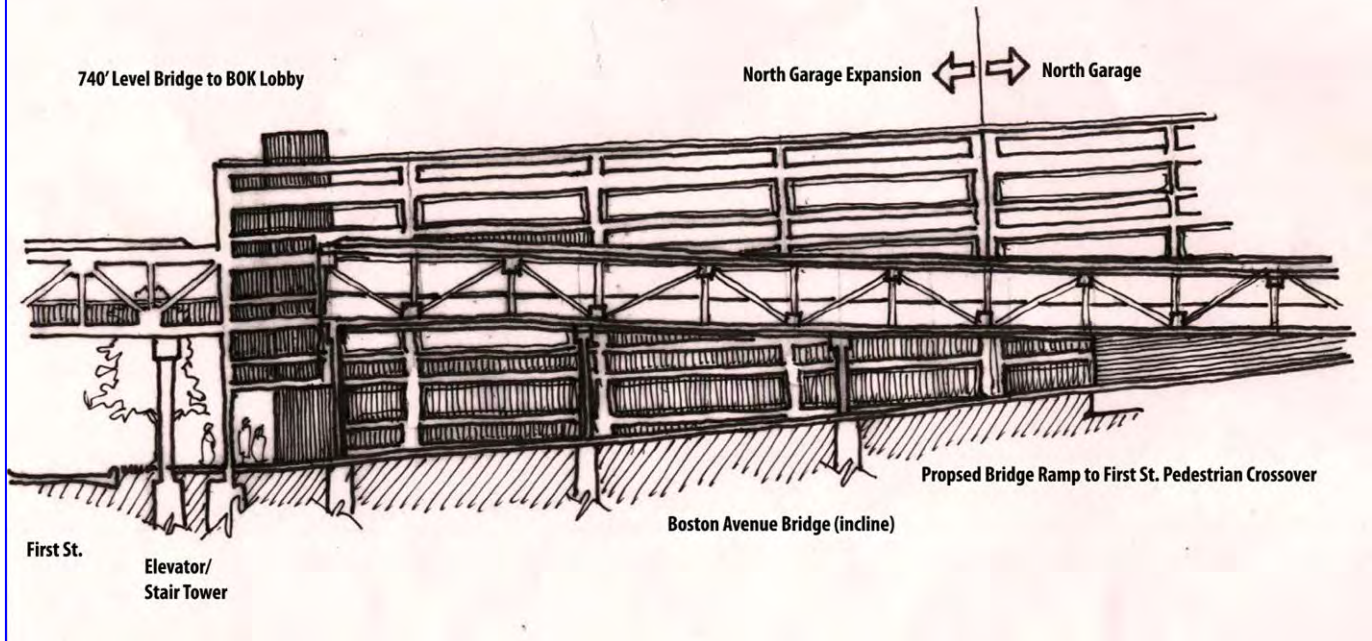 740' Level Bridge to BOK Lobby
North Garage Expansion
North Garage
Propsed Bridge Ramp to First St. Pedestrian Crossover
Boston Avenue Bridge (incline)
First St.
Elevator/
Stair Tower